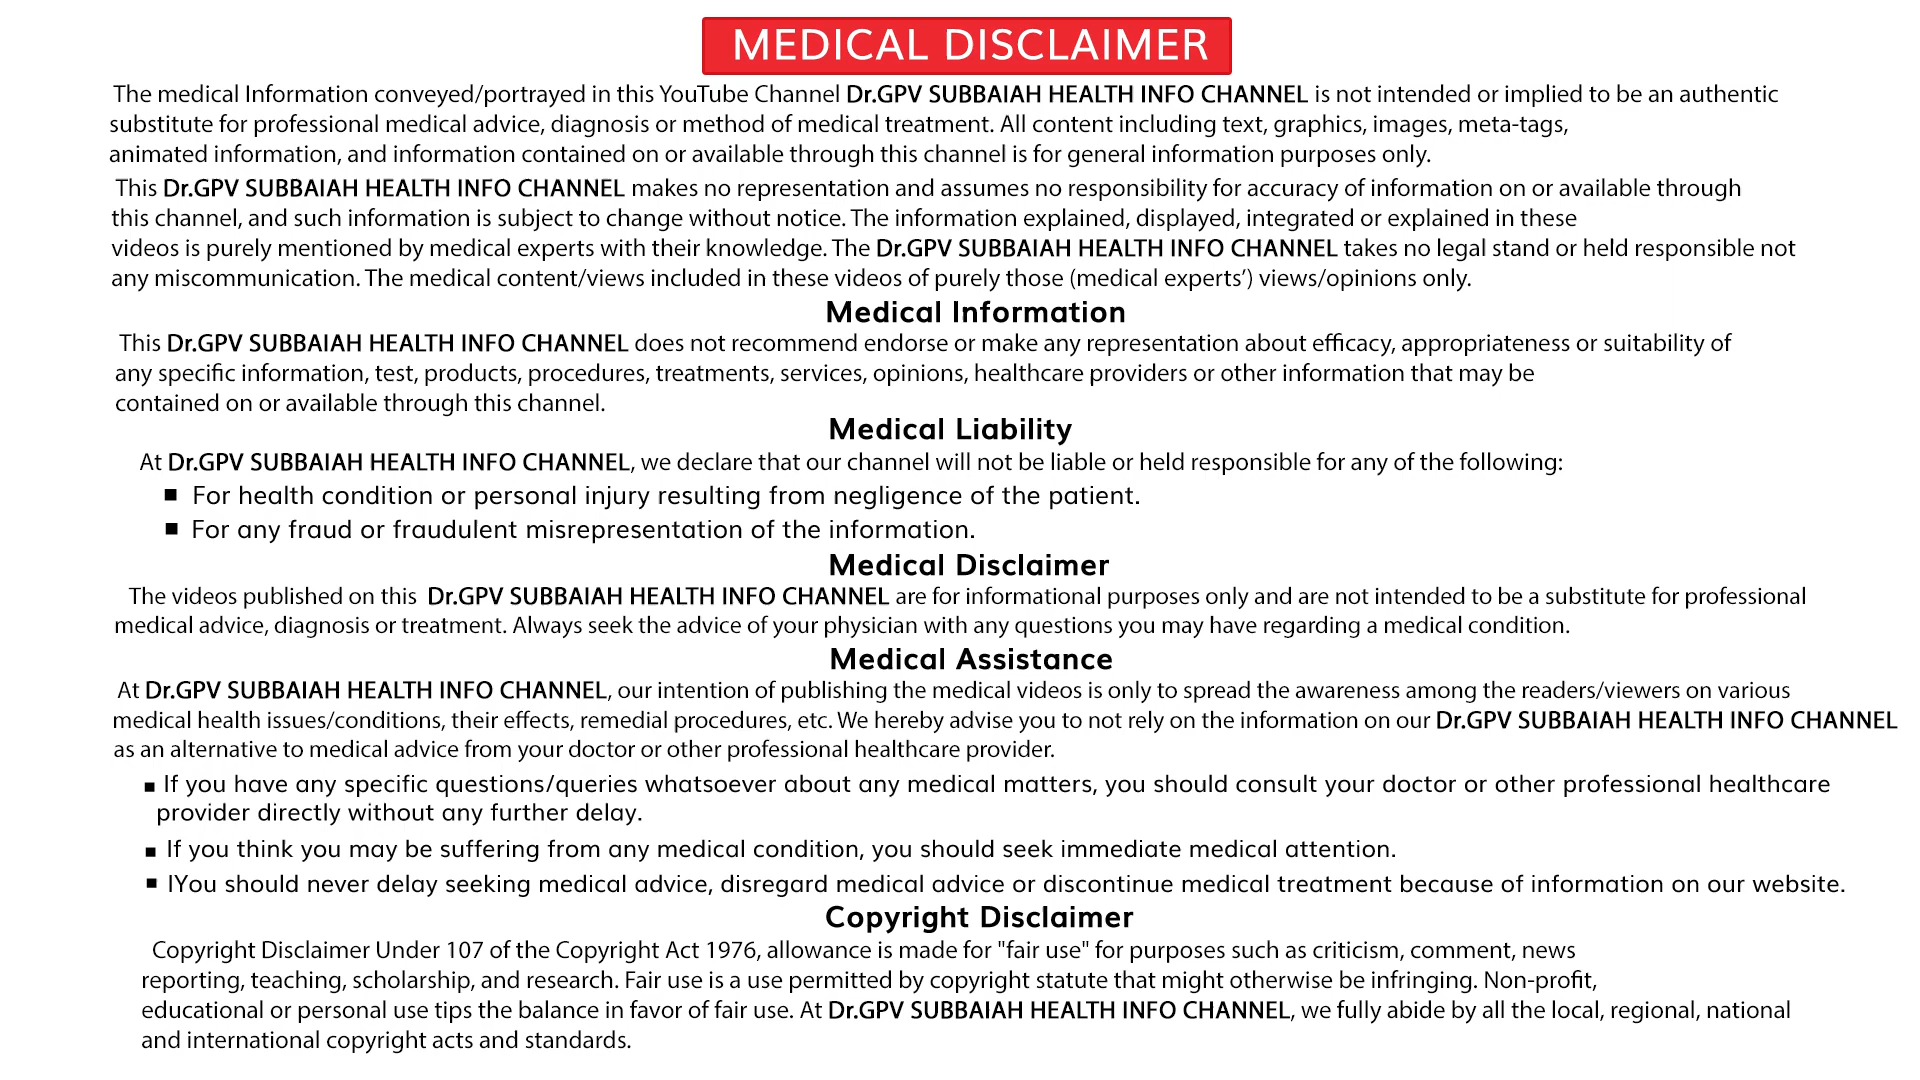 MEDICAL DISCLAIMER
The medical Information conveyed/portrayed in this YouTube Channel Dr.GPV SUBBAIAH HEALTH INFO CHANNEL is not intended or implied to be an authentic
substitute for professional medical advice, diagnosis or method of medical treatment. All content including text, graphics, images, meta-tags,
animated information, and information contained on or available through this channel is for general information purposes only.
This Dr.GPV SUBBAIAH HEALTH INFO CHANNEL makes no representation and assumes no responsibility for accuracy of information on or available through
this channel, and such information is subject to change without notice. The information explained, displayed, integrated or explained in these
videos is purely mentioned by medical experts with their knowledge. The Dr.GPV SUBBAIAH HEALTH INFO CHANNEL takes no legal stand or held responsible not
any miscommunication. The medical content/views included in these videos of purely those (medical experts’) views/opinions only.
Medical Information
This Dr.GPV SUBBAIAH HEALTH INFO CHANNEL does not recommend endorse or make any representation about efficacy, appropriateness or suitability of
any specific information, test, products, procedures, treatments, services, opinions, healthcare providers or other information that may be
contained on or available through this channel.
Medical Liability
At Dr.GPV SUBBAIAH HEALTH INFO CHANNEL, we declare that our channel will not be liable or held responsible for any of the following:
■ For health condition or personal injury resulting from negligence of the patient.
■ For any fraud or fraudulent misrepresentation of the information.
Medical Disclaimer
The videos published on this Dr.GPV SUBBAIAH HEALTH INFO CHANNEL are for informational purposes only and are not intended to be a substitute for professional
medical advice, diagnosis or treatment. Always seek the advice of your physician with any questions you may have regarding a medical condition.
Medical Assistance
At Dr.GPV SUBBAIAH HEALTH INFO CHANNEL, our intention of publishing the medical videos is only to spread the awareness among the readers/viewers on various
medical health issues/conditions, their effects, remedial procedures, etc. We hereby advise you to not rely on the information on our Dr.GPV SUBBAIAH HEALTH INFO CHANNEL
as an alternative to medical advice from your doctor or other professional healthcare provider.
■ If you have any specific questions/queries whatsoever about any medical matters, you should consult your doctor or other professional healthcare
provider directly without any further delay.
■ If you think you may be suffering from any medical condition, you should seek immediate medical attention.
■ IYou should never delay seeking medical advice, disregard medical advice or discontinue medical treatment because of information on our website.
Copyright Disclaimer
Copyright Disclaimer Under 107 of the Copyright Act 1976, allowance is made for "fair use" for purposes such as criticism, comment, news
reporting, teaching, scholarship, and research. Fair use is a use permitted by copyright statute that might otherwise be infringing. Non-profit,
educational or personal use tips the balance in favor of fair use. At Dr.GPV SUBBAIAH HEALTH INFO CHANNEL, we fully abide by all the local, regional, national
and international copyright acts and standards.